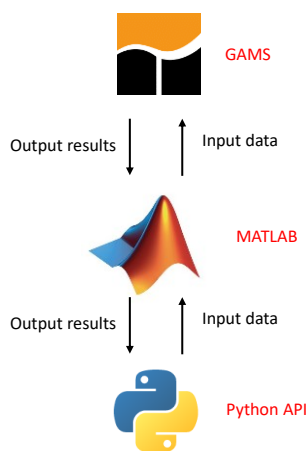 GAMS
Output results
Input data
MATLAB
Output results
Input data
Python API